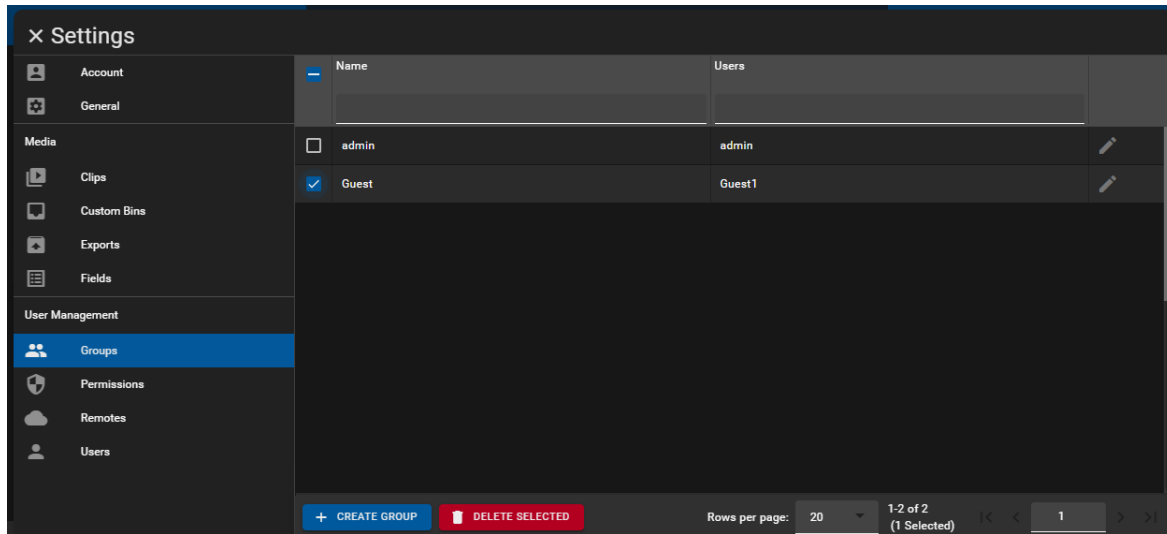 Settings
Account
General
Media
Clips
Custom Bins
Exports
Fields
User Management
Groups
Permissions
Remotes
Users
Name Users
admin admin
Guest Guest1
CREATE GROUP DELETE SELECTED Rows per page: 20 1-2 of 2 1
(1 Selected)